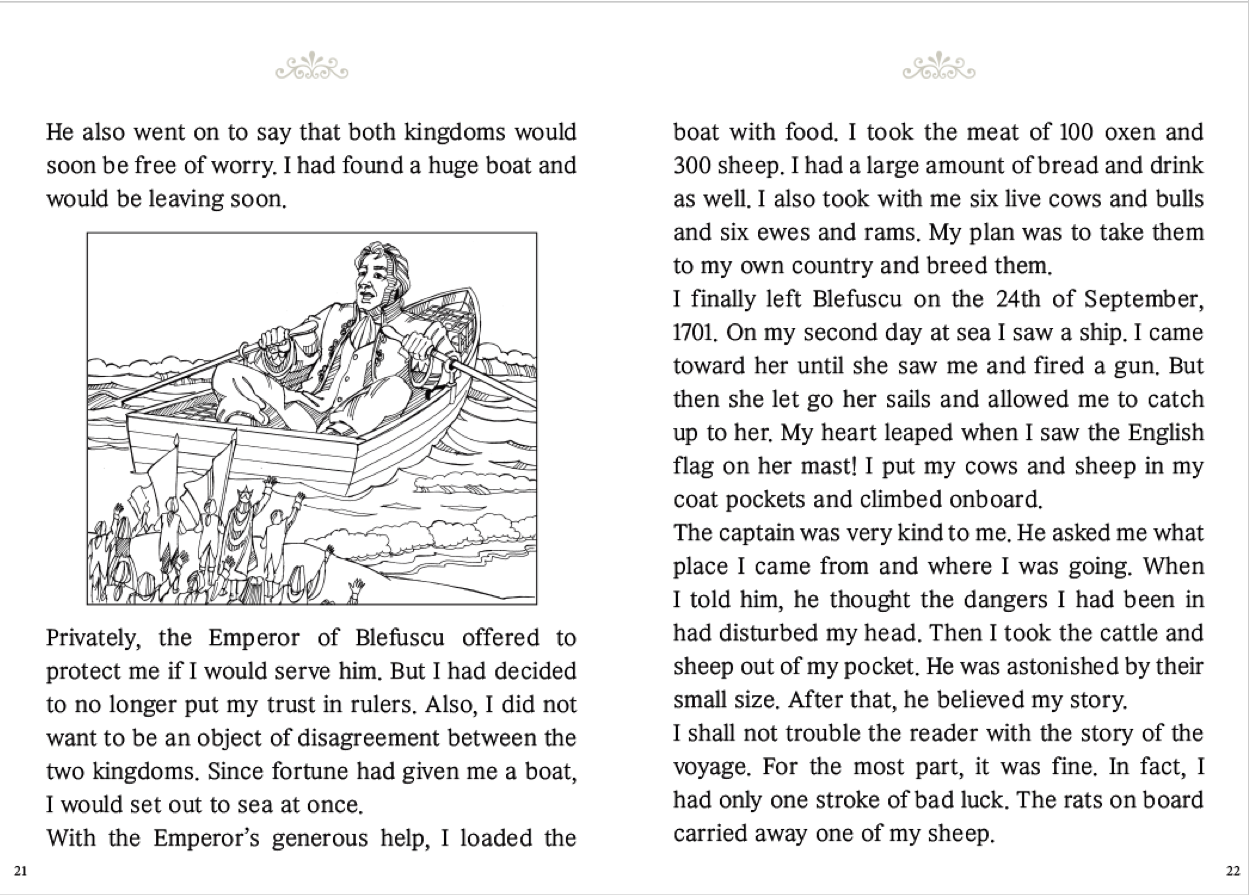 He also went on to say that both kingdoms would
soon be free of worry. I had found a huge boat and
would be leaving soon.
Privately, the Emperor of Blefuscu offered to
protect me if I would serve him. But I had decided
to no longer put my trust in rulers. Also, I did not
want to be an object of disagreement between the
two kingdoms. Since fortune had given me a boat,
I would set out to sea at once.
With the Emperor's generous help, I loaded the
21
boat with food. I took the meat of 100 oxen and
300 sheep. I had a large amount of bread and drink
as well. I also took with me six live cows and bulls
and six ewes and rams. My plan was to take them
to my own country and breed them.
I finally left Blefuscu on the 24th of September,
1701. On my second day at sea I saw a ship. I came
toward her until she saw me and fired a gun. But
then she let go her sails and allowed me to catch
up to her. My heart leaped when I saw the English
flag on her mast! I put my cows and sheep in my
coat pockets and climbed onboard.
The captain was very kind to me. He asked me what
place I came from and where I was going. When
I told him, he thought the dangers I had been in
had disturbed my head. Then I took the cattle and
sheep out of my pocket. He was astonished by their
small size. After that, he believed my story.
I shall not trouble the reader with the story of the
voyage. For the most part, it was fine. In fact, I
had only one stroke of bad luck. The rats on board
carried away one of my sheep.
22